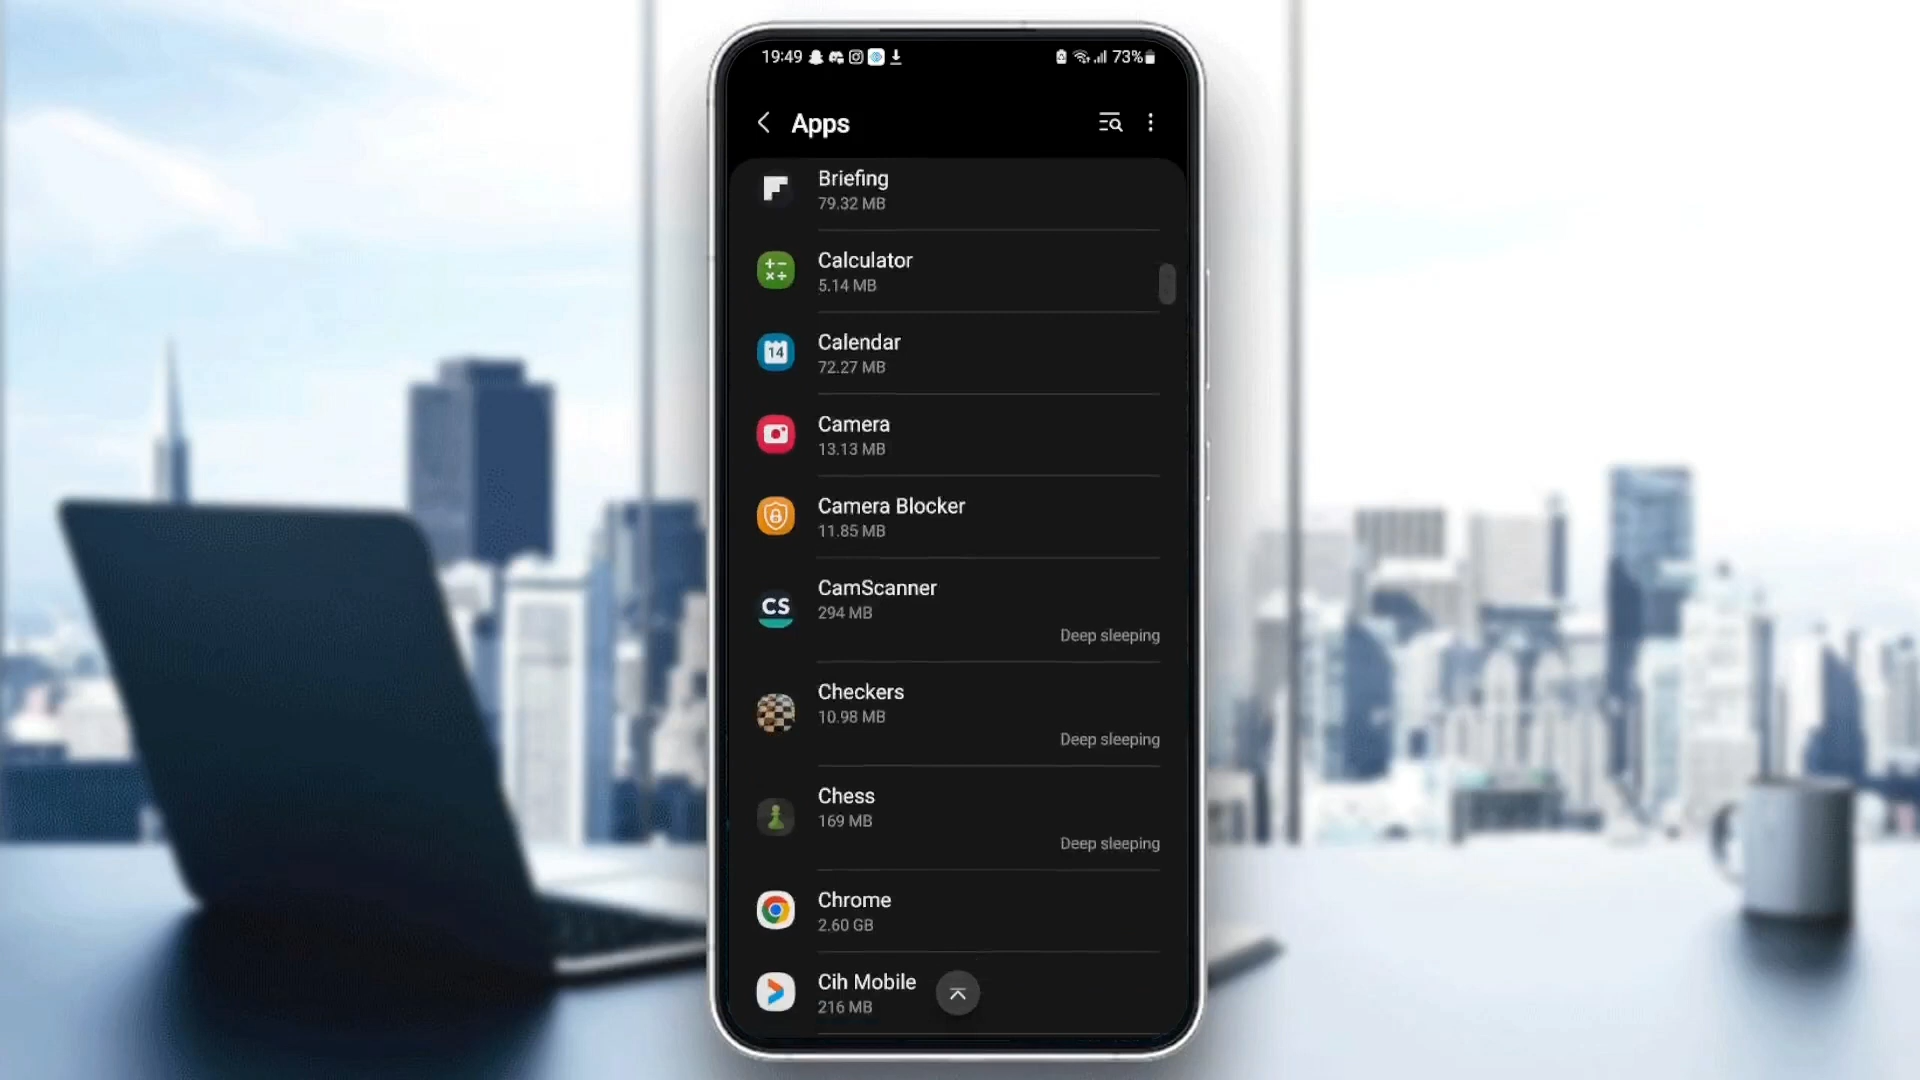 19:49
73%
Apps
Briefing
79.32 MB
Calculator
5.14 MB
14
Calendar
72.27 MB
Camera
13.13 MB
Camera Blocker
11.85 MB
CS
CamScanner
294 MB
Deep sleeping
Checkers
10.98 MB
Deep sleeping
Chess
169 MB
Deep sleeping
Chrome
2.60 GB
Cih Mobile
216 MB